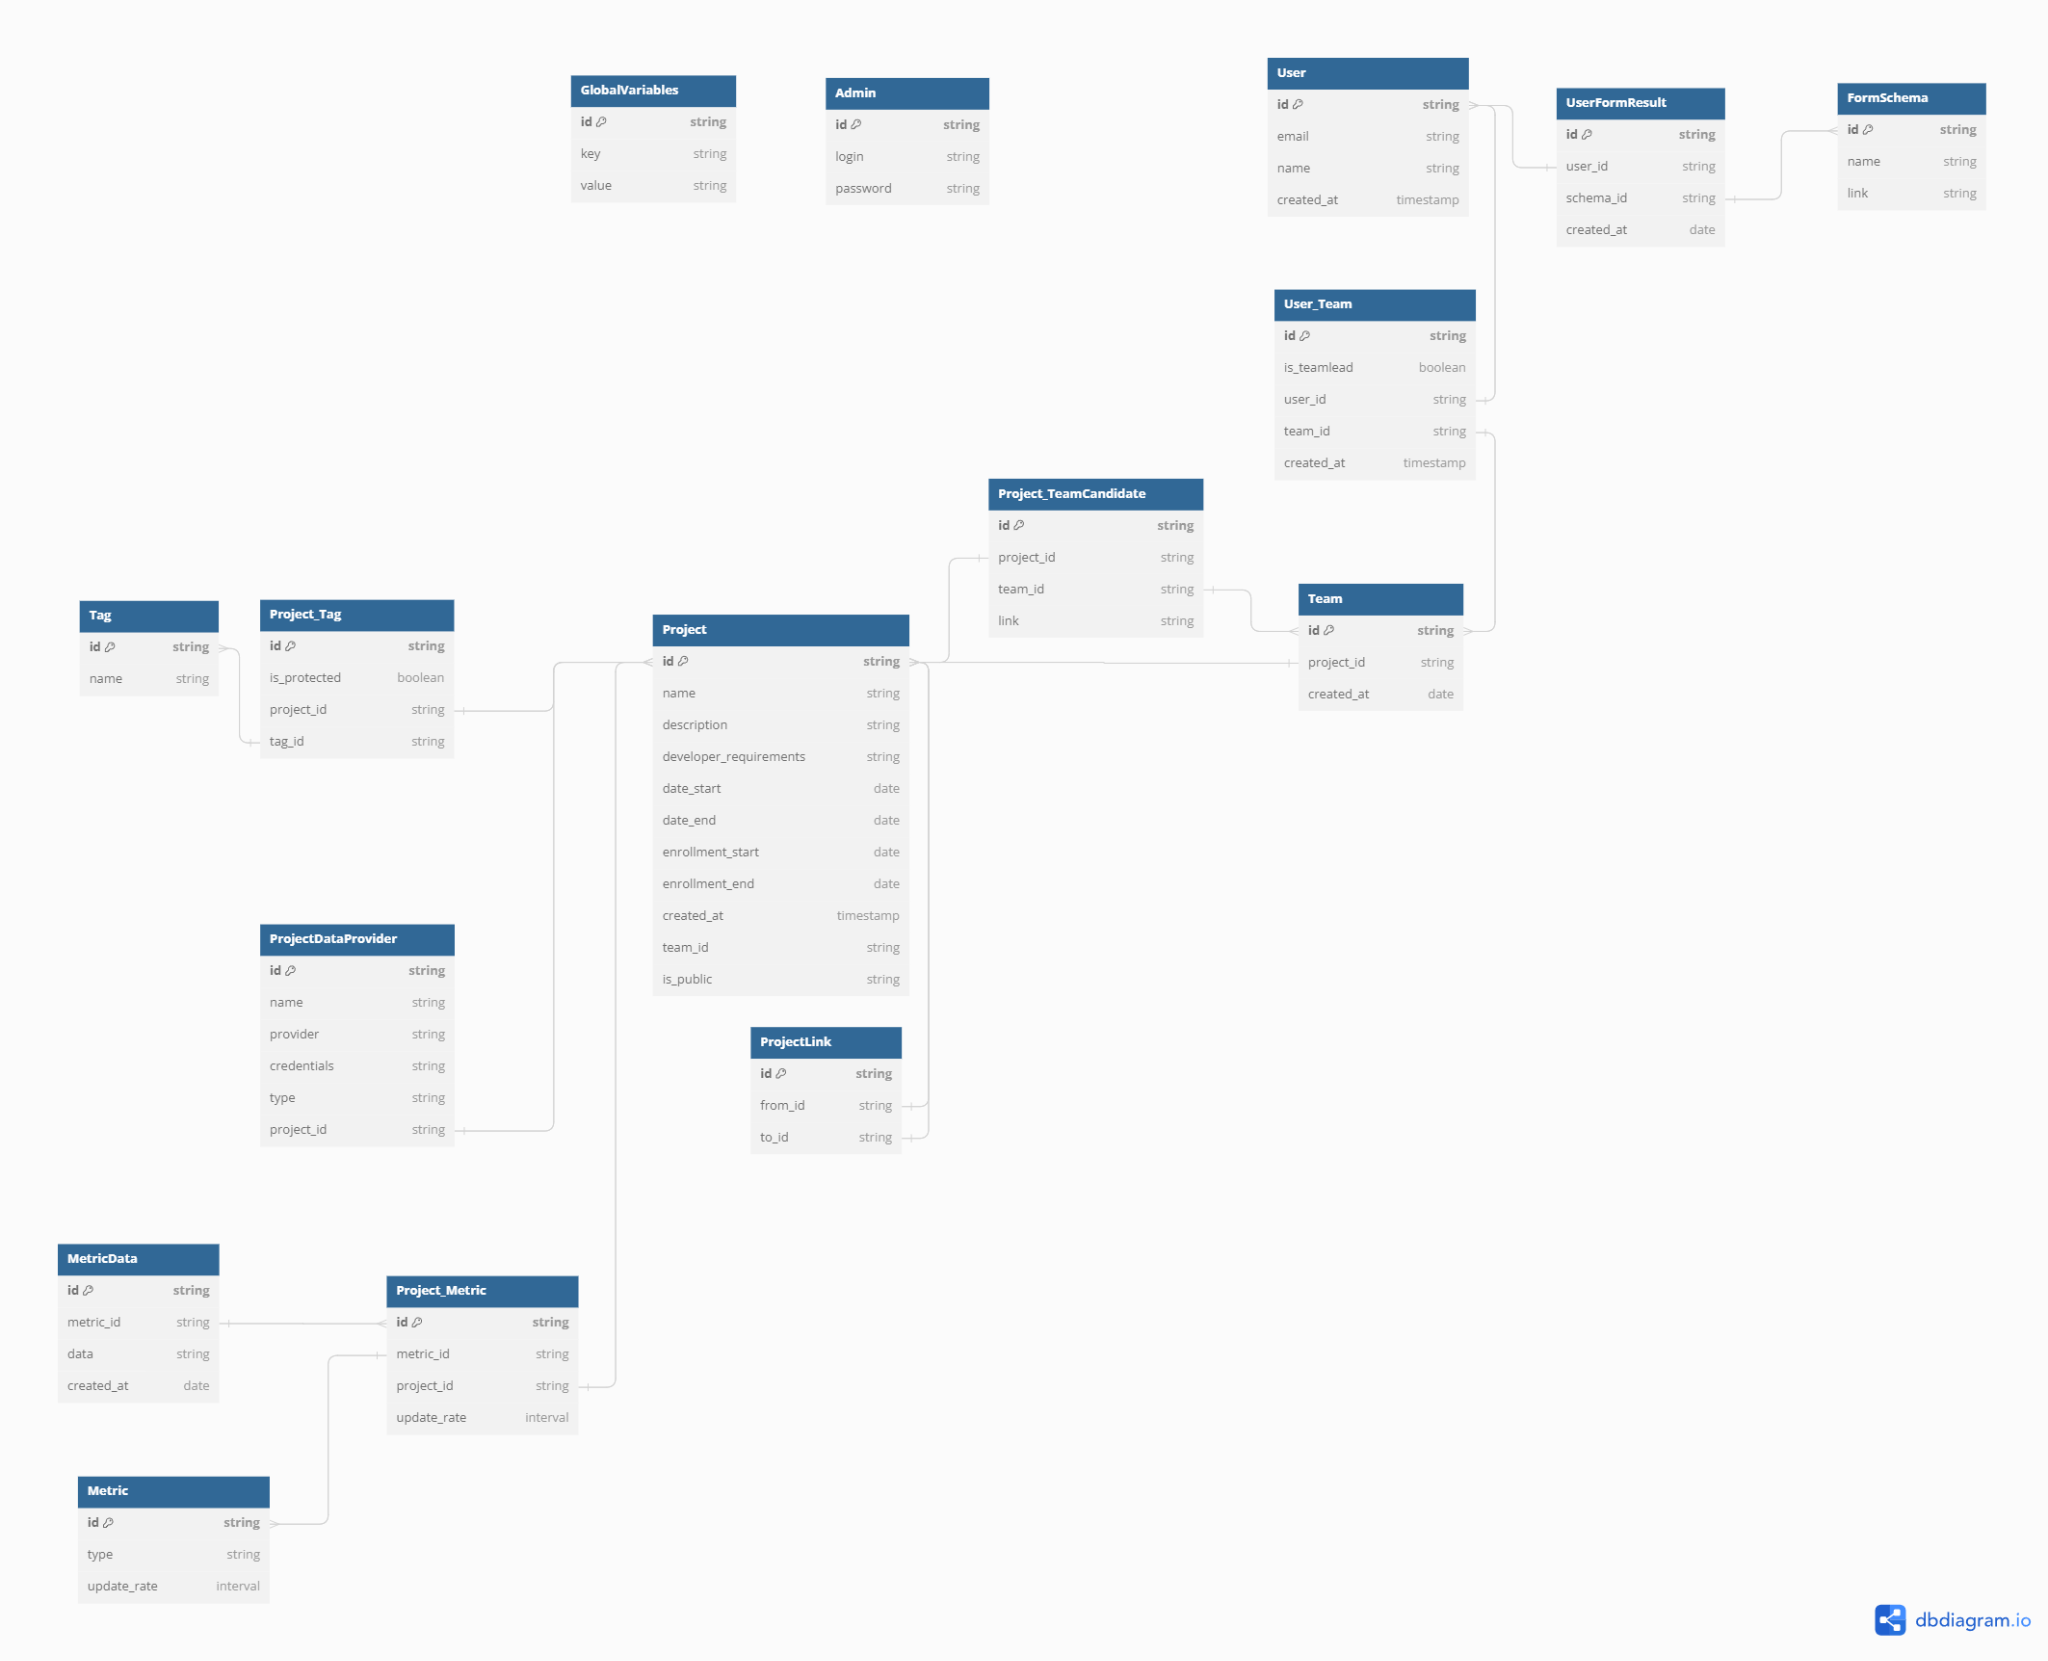 GlobalVariables
id string
key string
value string
Admin
id string
login string
password string
User
id string
email string
name string
created_at timestamp
UserFormResult
id string
user_id string
schema_id string
created_at date
FormSchema
id string
name string
link string
User_Team
id string
is_teamlead boolean
user_id string
team_id string
created_at timestamp
Project_TeamCandidate
id string
project_id string
team_id string
link string
Team
id string
project_id string
created_at date
Tag
id string
name string
Project_Tag
id string
is_protected boolean
project_id string
tag_id string
Project
id string
name string
description string
developer_requirements string
date_start date
date_end date
enrollment_start date
enrollment_end date
created_at timestamp
team_id string
is_public string
ProjectDataProvider
id string
name string
provider string
credentials string
type string
project_id string
ProjectLink
id string
from_id string
to_id string
MetricData
id string
metric_id string
data string
created_at date
Project_Metric
id string
metric_id string
project_id string
update_rate interval
Metric
id string
type string
update_rate interval
dbdiagram.io